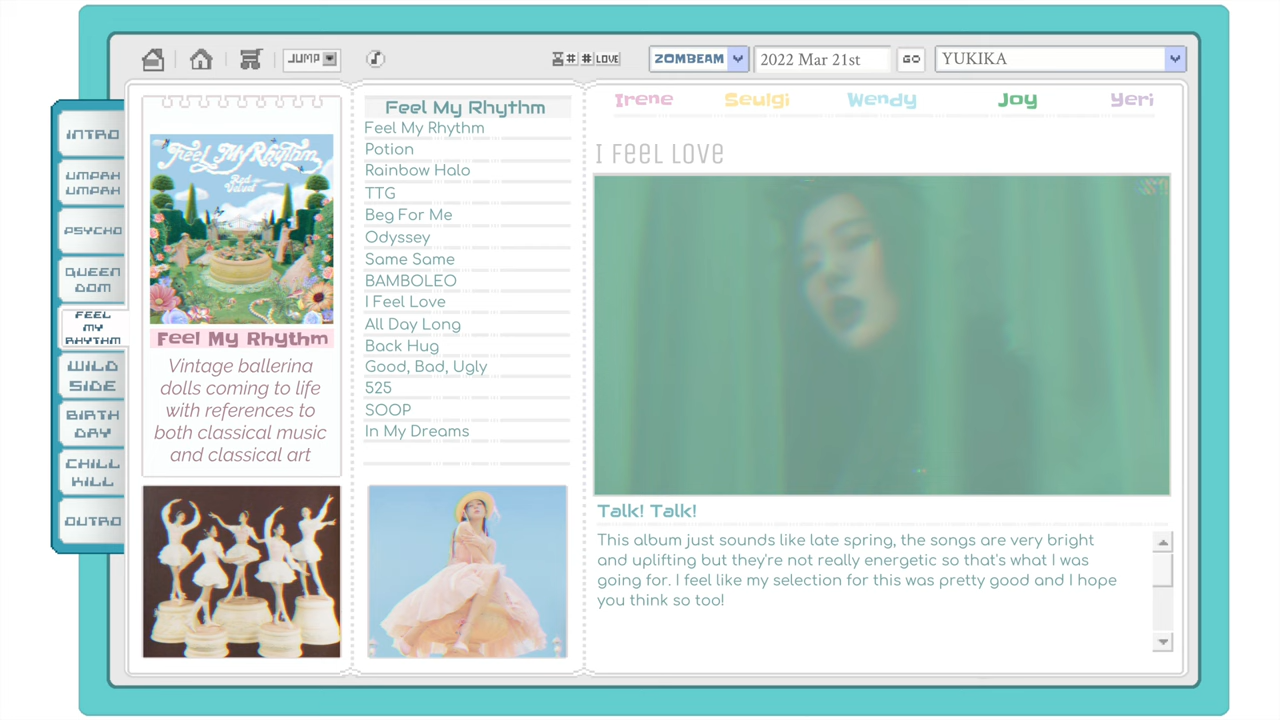 JUMP
# # LOVE
ZOMBEAM
2022 Mar 21st
GO
YUKIKA
INTRO
UMPAH
UMPAH
PSYCHO
QUEEN
DOM
FEEL
MY
RHYTHM
WILD
SIDE
BIRTH
DAY
CHILL
KILL
OUTRO
Feel My Rhythm
Red
Velvet
Feel My Rhythm
Vintage ballerina
dolls coming to life
with references to
both classical music
and classical art
Feel My Rhythm
Feel My Rhythm
Potion
Rainbow Halo
TTG
Beg For Me
Odyssey
Same Same
BAMBOLEO
I Feel Love
All Day Long
Back Hug
Good, Bad, Ugly
525
SOOP
In My Dreams
Irene Seulgi Wendy Joy Yeri
I FEEL LOVE
Talk! Talk!
This album just sounds like late spring, the songs are very bright
and uplifting but they're not really energetic so that's what I was
going for. I feel like my selection for this was pretty good and I hope
you think so too!